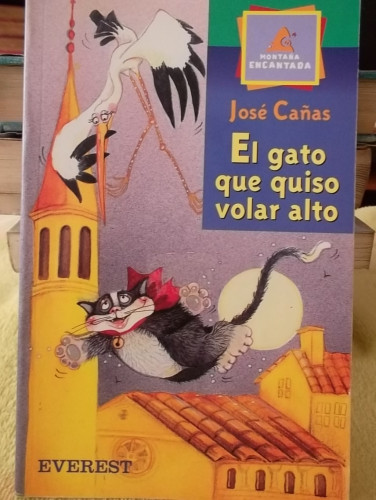 MONTAÑA
ENCANTADA
José Cañas
El gato
que quiso
volar alto
EVEREST